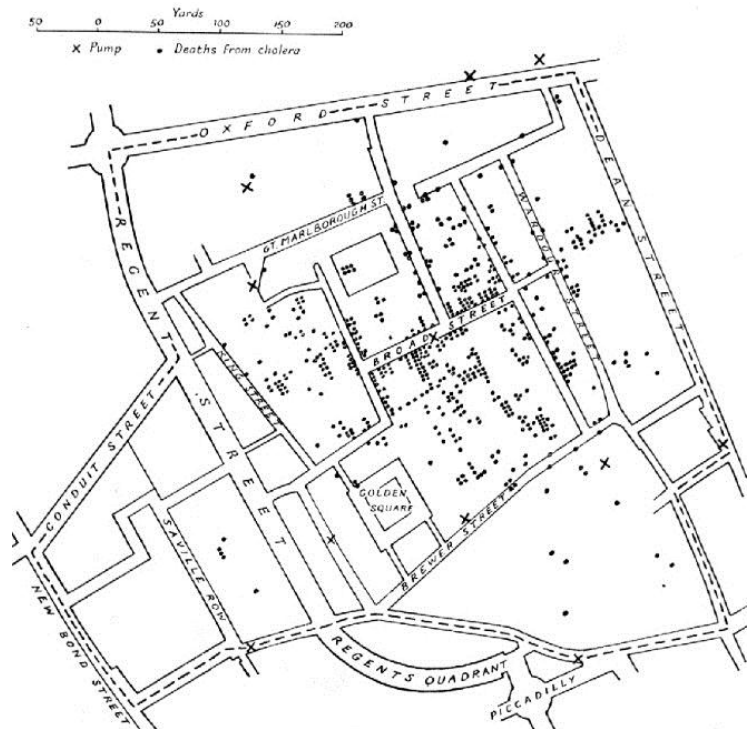 Yards
50 0 50 100 150 200
x Pump • Deaths from cholera
OXFORD STREET
DEAN STREET
REGENT STREET
GT. MARLBOROUGH ST.
WARDOUR STREET
BROAD STREET
KING STREET
CONDUIT STREET
GOLDEN
SQUARE
BREWER STREET
SAVILLE ROW
NEW BOND STREET
REGENTS QUADRANT
PICCADILLY